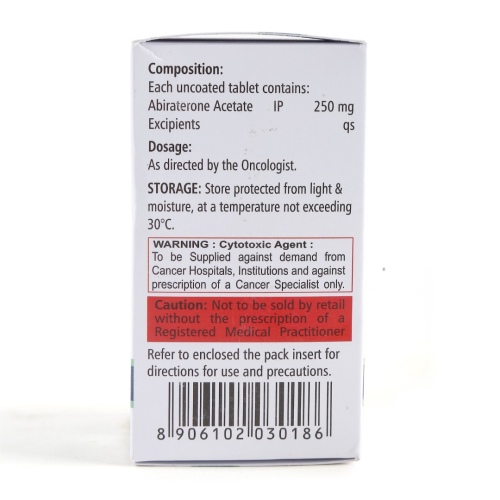 Composition:
Each uncoated tablet contains:
Abiraterone Acetate IP 250 mg
Excipients qs
Dosage:
As directed by the Oncologist.
STORAGE: Store protected from light &
moisture, at a temperature not exceeding
30°C.
WARNING : Cytotoxic Agent :
To be Supplied against demand from
Cancer Hospitals, Institutions and against
prescription of a Cancer Specialist only.
Caution: Not to be sold by retail
without the prescription of a
Registered Medical Practitioner
Refer to enclosed the pack insert for
directions for use and precautions.
8 906102 030186